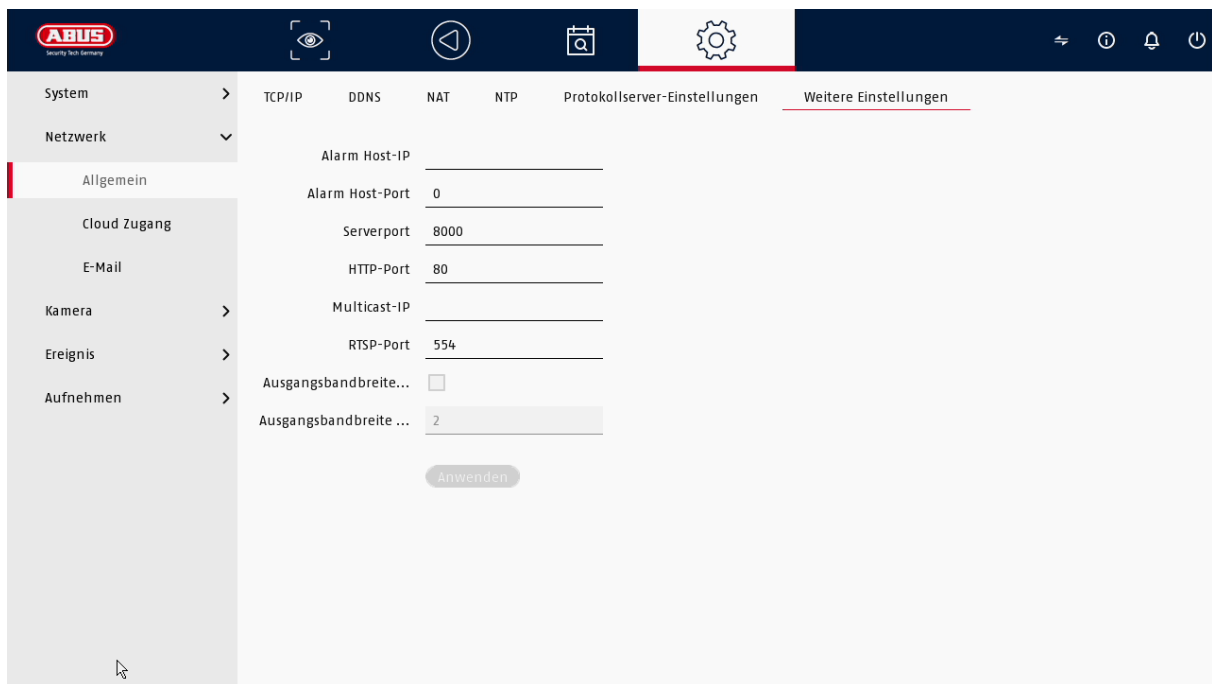 ABUS
Security Tech Germany
System
Netzwerk
Allgemein
Cloud Zugang
E-Mail
Kamera
Ereignis
Aufnehmen
TCP/IP DDNS NAT NTP Protokollserver-Einstellungen Weitere Einstellungen
Alarm Host-IP
Alarm Host-Port 0
Serverport 8000
HTTP-Port 80
Multicast-IP
RTSP-Port 554
Ausgangsbandbreite...
Ausgangsbandbreite ... 2
Anwenden